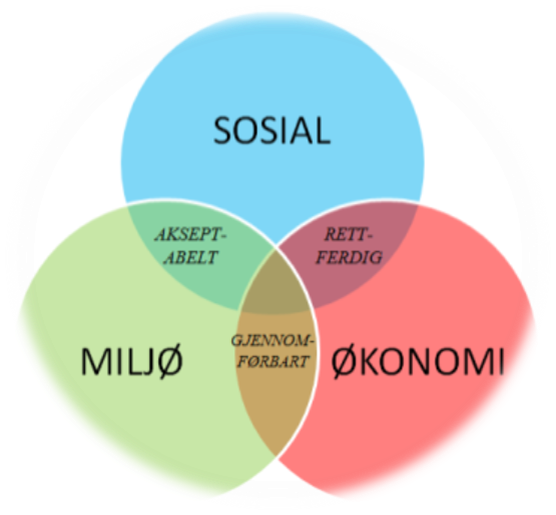 SOSIAL
AKSEPT-
ABELT
RETT-
FERDIG
GJENNOM-
FØRBART
MILJØ
ØKONOMI